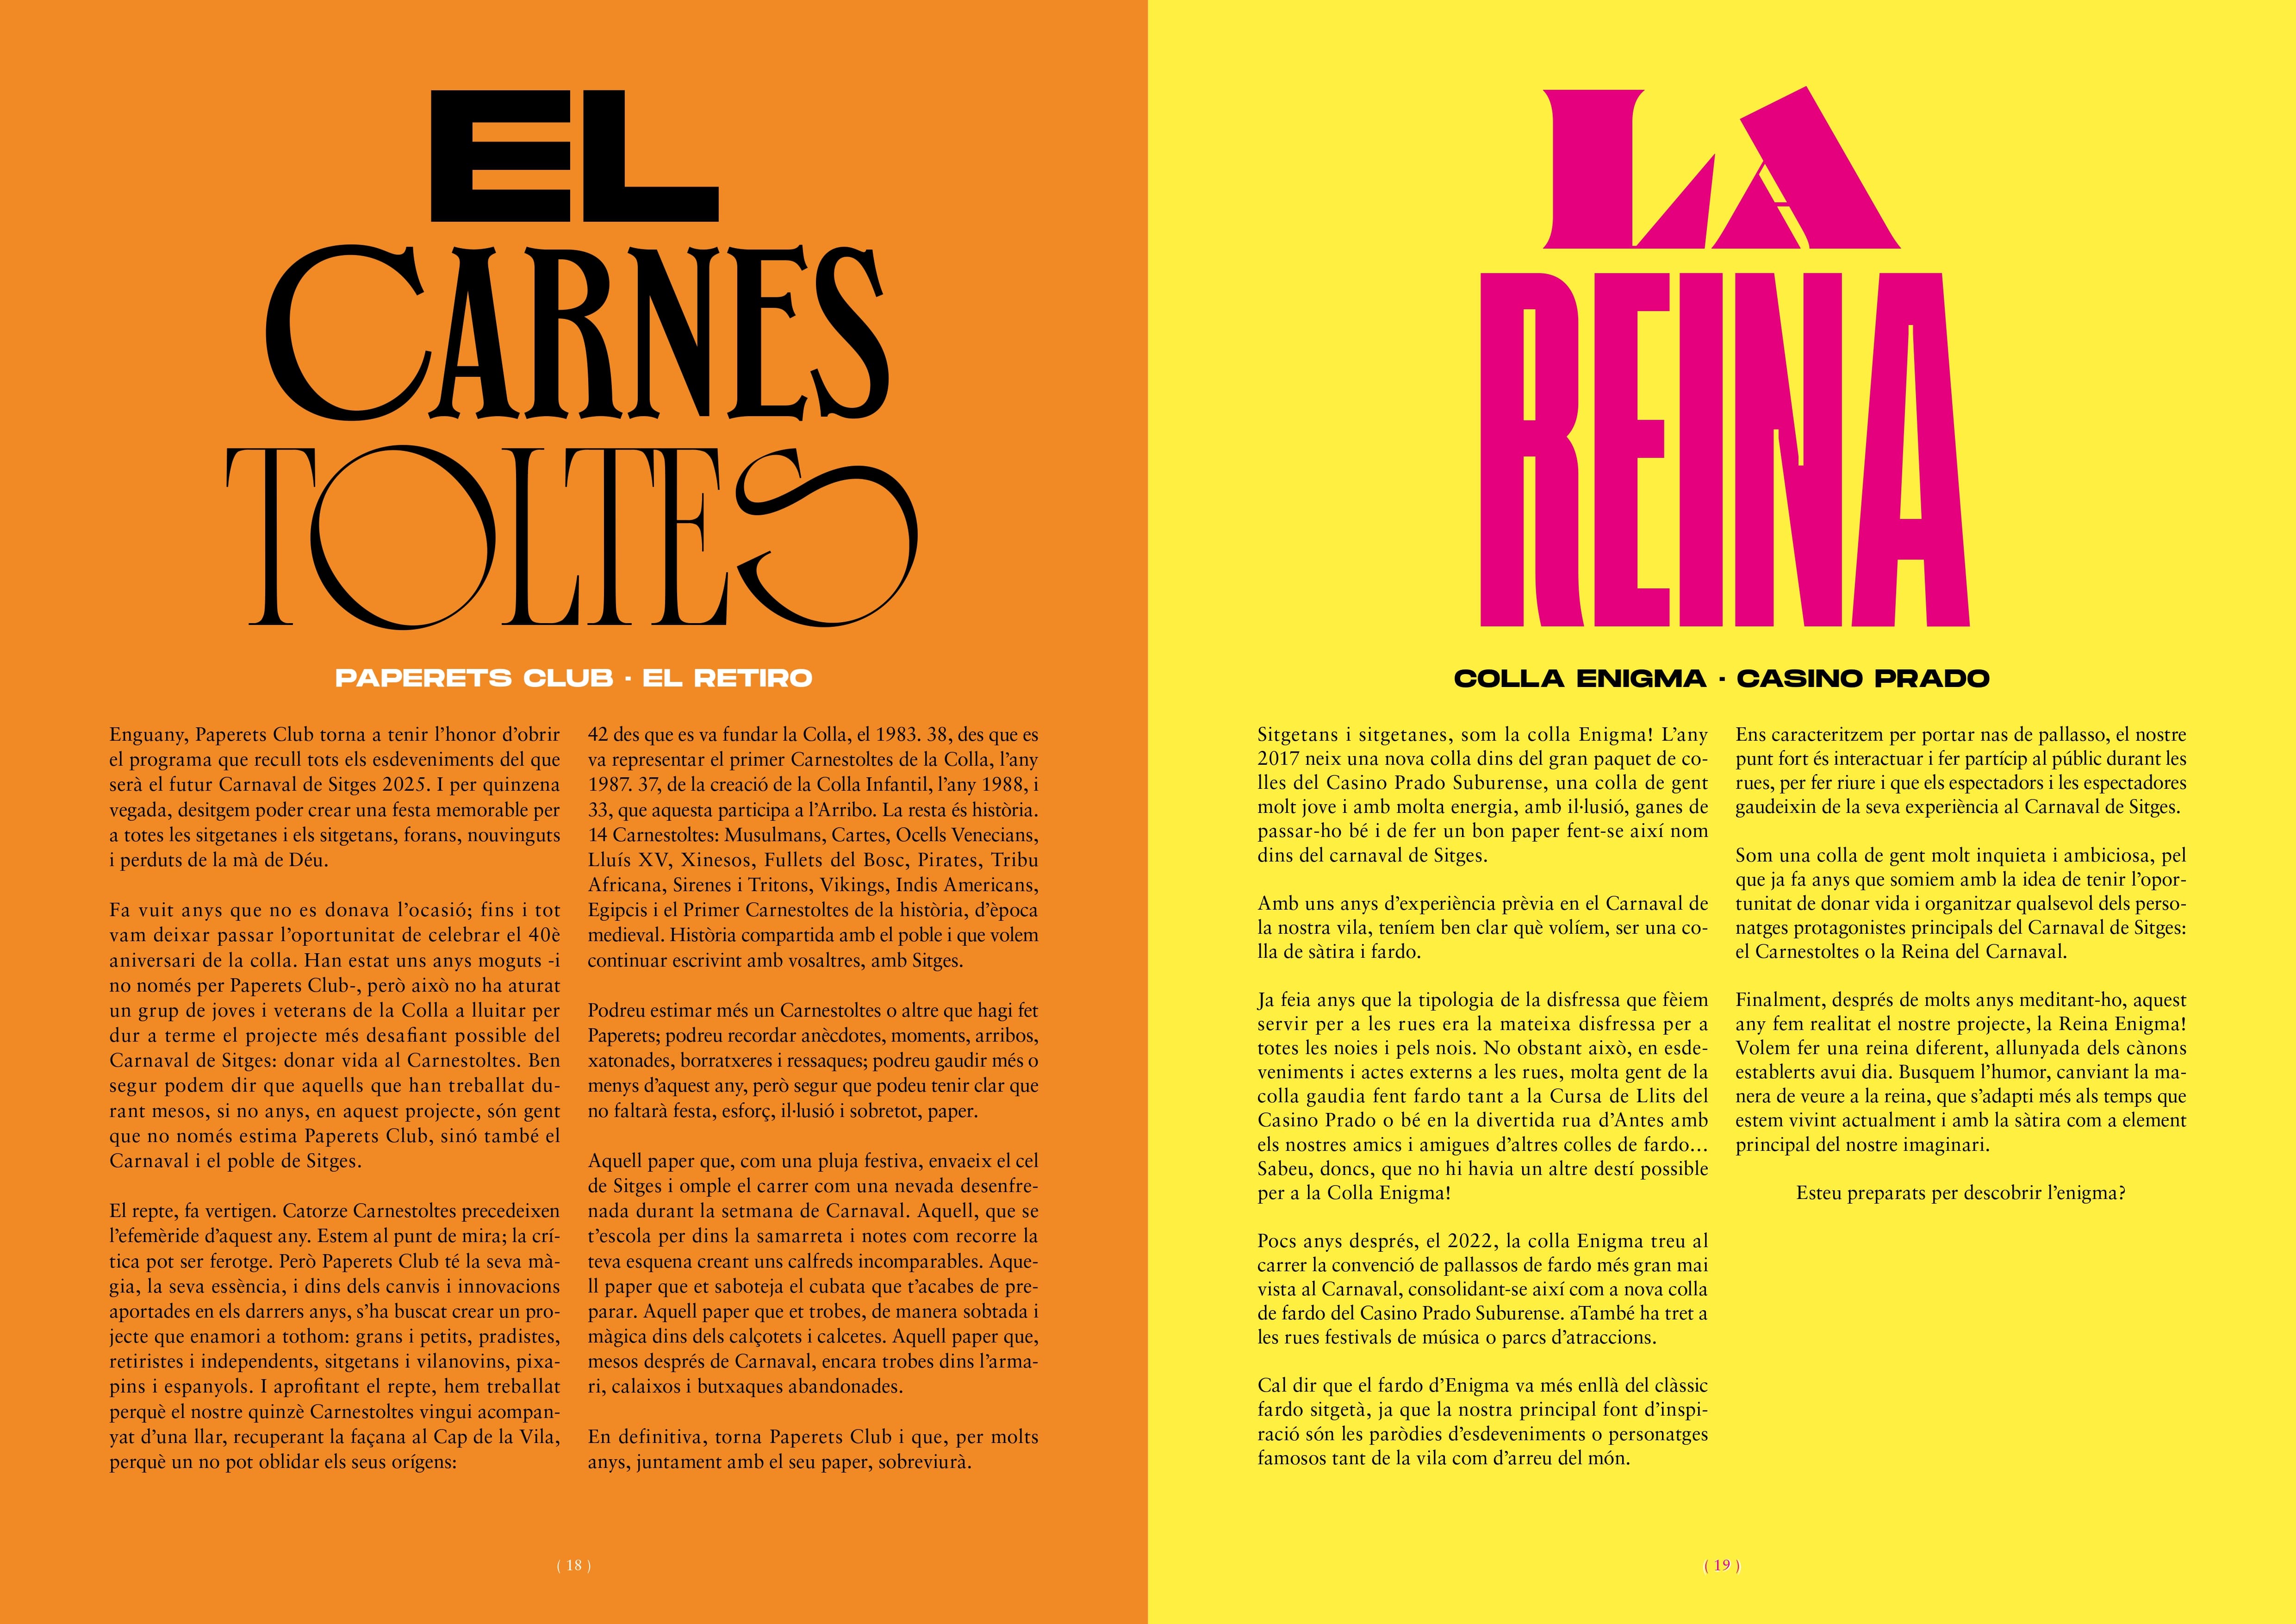 EL
CARNES
TOLTES
PAPERETS CLUB · EL RETIRO
Enguany, Paperets Club torna a tenir l’honor d’obrir
el programa que recull tots els esdeveniments del que
serà el futur Carnaval de Sitges 2025. I per quinzena
vegada, desitgem poder crear una festa memorable per
a totes les sitgetanes i els sitgetans, forans, nouvinguts
i perduts de la mà de Déu.
Fa vuit anys que no es donava l’ocasió; fins i tot
vam deixar passar l’oportunitat de celebrar el 40è
aniversari de la colla. Han estat uns anys moguts -i
no només per Paperets Club-, però això no ha aturat
un grup de joves i veterans de la Colla a lluitar per
dur a terme el projecte més desafiant possible del
Carnaval de Sitges: donar vida al Carnestoltes. Ben
segur podem dir que aquells que han treballat du-
rant mesos, si no anys, en aquest projecte, són gent
que no només estima Paperets Club, sinó també el
Carnaval i el poble de Sitges.
El repte, fa vertigen. Catorze Carnestoltes precedeixen
l’efemèride d’aquest any. Estem al punt de mira; la crí-
tica pot ser ferotge. Però Paperets Club té la seva mà-
gia, la seva essència, i dins dels canvis i innovacions
aportades en els darrers anys, s’ha buscat crear un pro-
jecte que enamori a tothom: grans i petits, pradistes,
retiristes i independents, sitgetans i vilanovins, pixa-
pins i espanyols. I aprofitant el repte, hem treballat
perquè el nostre quinzè Carnestoltes vingui acompan-
yat d’una llar, recuperant la façana al Cap de la Vila,
perquè un no pot oblidar els seus orígens:
42 des que es va fundar la Colla, el 1983. 38, des que es
va representar el primer Carnestoltes de la Colla, l’any
1987. 37, de la creació de la Colla Infantil, l’any 1988, i
33, que aquesta participa a l’Arribo. La resta és història.
14 Carnestoltes: Musulmans, Cartes, Ocells Venecians,
Lluís XV, Xinesos, Fullets del Bosc, Pirates, Tribu
Africana, Sirenes i Tritons, Vikings, Indis Americans,
Egipcis i el Primer Carnestoltes de la història, d’època
medieval. Història compartida amb el poble i que volem
continuar escrivint amb vosaltres, amb Sitges.
Podreu estimar més un Carnestoltes o altre que hagi fet
Paperets; podreu recordar anècdotes, moments, arribos,
xatonades, borratxeres i ressaques; podreu gaudir més o
menys d’aquest any, però segur que podeu tenir clar que
no faltarà festa, esforç, il·lusió i sobretot, paper.
Aquell paper que, com una pluja festiva, envaeix el cel
de Sitges i omple el carrer com una nevada desenfre-
nada durant la setmana de Carnaval. Aquell, que se
t’escola per dins la samarreta i notes com recorre la
teva esquena creant uns calfreds incomparables. Aque-
ll paper que et saboteja el cubata que t’acabes de pre-
parar. Aquell paper que et trobes, de manera sobtada i
màgica dins dels calçotets i calcetes. Aquell paper que,
mesos després de Carnaval, encara trobes dins l’arma-
ri, calaixos i butxaques abandonades.
En definitiva, torna Paperets Club i que, per molts
anys, juntament amb el seu paper, sobreviurà.
( 18 )
LA
REINA
COLLA ENIGMA · CASINO PRADO
Sitgetans i sitgetanes, som la colla Enigma! L’any
2017 neix una nova colla dins del gran paquet de co-
lles del Casino Prado Suburense, una colla de gent
molt jove i amb molta energia, amb il·lusió, ganes de
passar-ho bé i de fer un bon paper fent-se així nom
dins del carnaval de Sitges.
Amb uns anys d’experiència prèvia en el Carnaval de
la nostra vila, teníem ben clar què volíem, ser una co-
lla de sàtira i fardo.
Ja feia anys que la tipologia de la disfressa que fèiem
servir per a les rues era la mateixa disfressa per a
totes les noies i pels nois. No obstant això, en esde-
veniments i actes externs a les rues, molta gent de la
colla gaudia fent fardo tant a la Cursa de Llits del
Casino Prado o bé en la divertida rua d’Antes amb
els nostres amics i amigues d’altres colles de fardo…
Sabeu, doncs, que no hi havia un altre destí possible
per a la Colla Enigma!
Pocs anys després, el 2022, la colla Enigma treu al
carrer la convenció de pallassos de fardo més gran mai
vista al Carnaval, consolidant-se així com a nova colla
de fardo del Casino Prado Suburense. aTambé ha tret a
les rues festivals de música o parcs d’atraccions.
Cal dir que el fardo d’Enigma va més enllà del clàssic
fardo sitgetà, ja que la nostra principal font d’inspi-
ració són les paròdies d’esdeveniments o personatges
famosos tant de la vila com d’arreu del món.
Ens caracteritzem per portar nas de pallasso, el nostre
punt fort és interactuar i fer partícip al públic durant les
rues, per fer riure i que els espectadors i les espectadores
gaudeixin de la seva experiència al Carnaval de Sitges.
Som una colla de gent molt inquieta i ambiciosa, pel
que ja fa anys que somiem amb la idea de tenir l’opor-
tunitat de donar vida i organitzar qualsevol dels perso-
natges protagonistes principals del Carnaval de Sitges:
el Carnestoltes o la Reina del Carnaval.
Finalment, després de molts anys meditant-ho, aquest
any fem realitat el nostre projecte, la Reina Enigma!
Volem fer una reina diferent, allunyada dels cànons
establerts avui dia. Busquem l’humor, canviant la ma-
nera de veure a la reina, que s’adapti més als temps que
estem vivint actualment i amb la sàtira com a element
principal del nostre imaginari.
Esteu preparats per descobrir l’enigma?
( 19 )